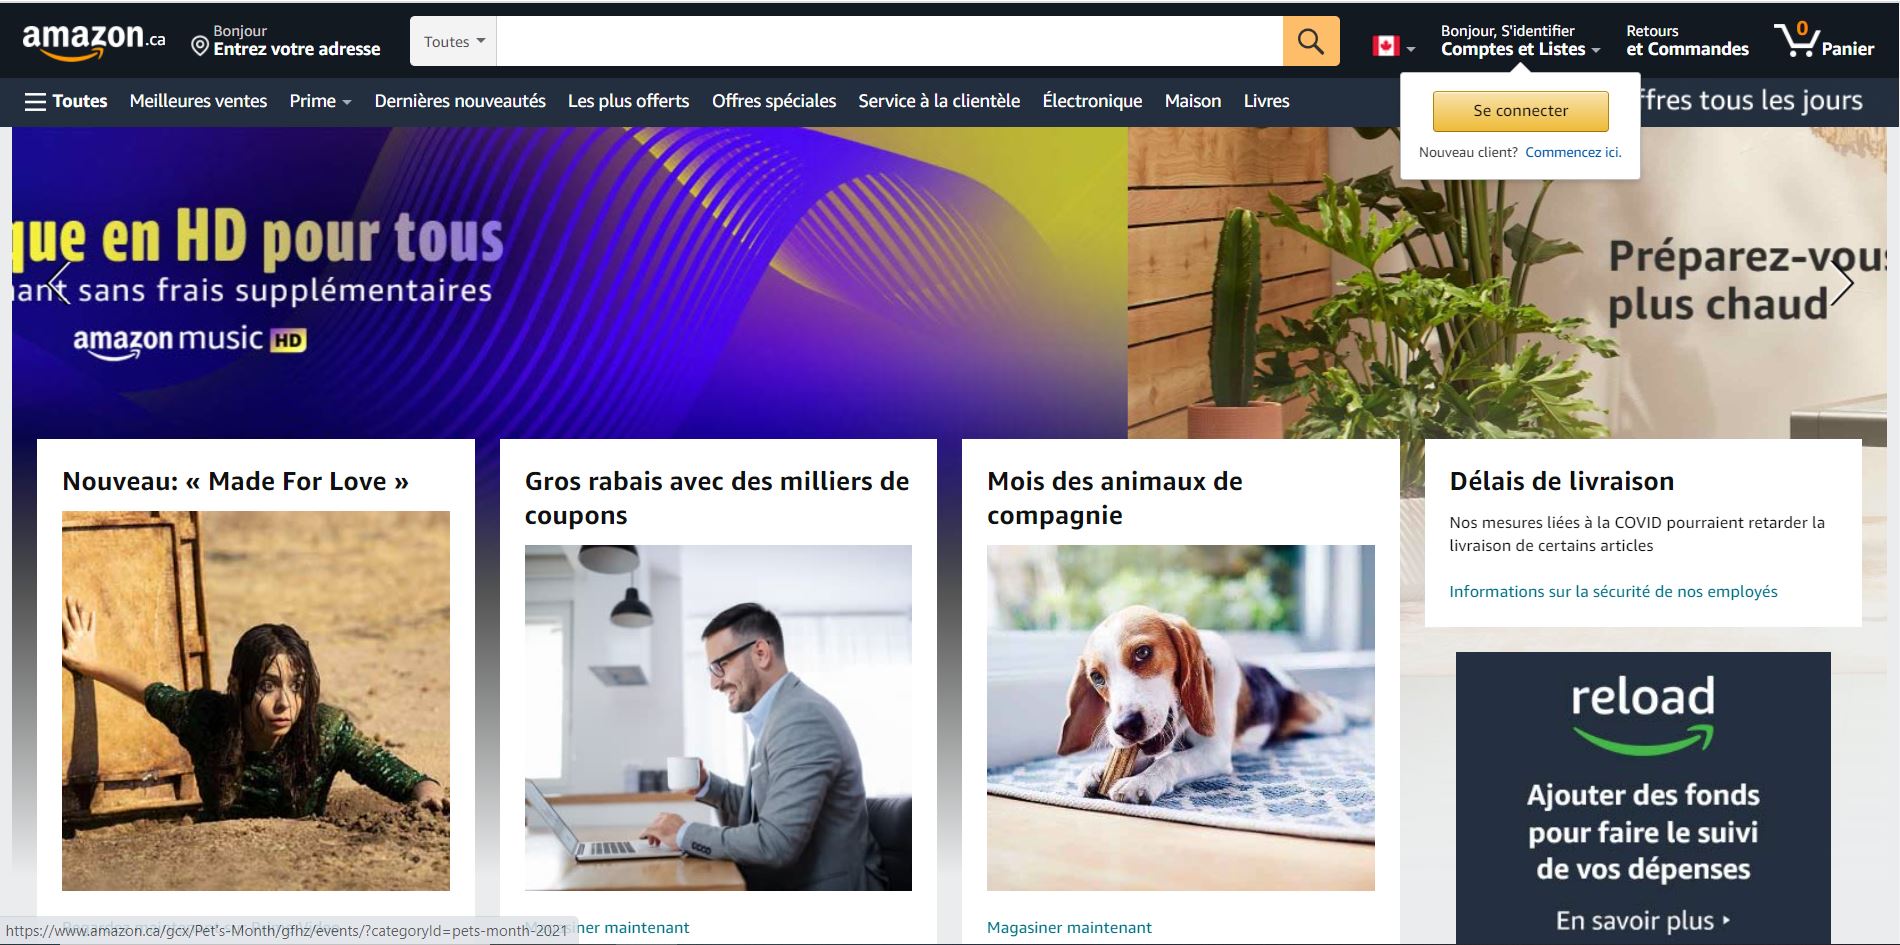 amazon.ca
Bonjour
Entrez votre adresse
Toutes
Bonjour, S'identifier
Comptes et Listes
Retours
et Commandes
0
Panier
Toutes
Meilleures ventes
Prime
Dernières nouveautés
Les plus offerts
Offres spéciales
Service à la clientèle
Électronique
Maison
Livres
ffres tous les jours
Se connecter
Nouveau client? Commencez ici.
que en HD pour tous
ant sans frais supplémentaires
amazon music HD
Préparez-vous
plus chaud
Nouveau: « Made For Love »
Gros rabais avec des milliers de
coupons
Magasiner maintenant
Mois des animaux de
compagnie
Magasiner maintenant
Délais de livraison
Nos mesures liées à la COVID pourraient retarder la
livraison de certains articles
Informations sur la sécurité de nos employés
reload
Ajouter des fonds
pour faire le suivi
de vos dépenses
En savoir plus
https://www.amazon.ca/gcx/Pet's-Month/gfhz/events/?categoryId=pets-month-2021